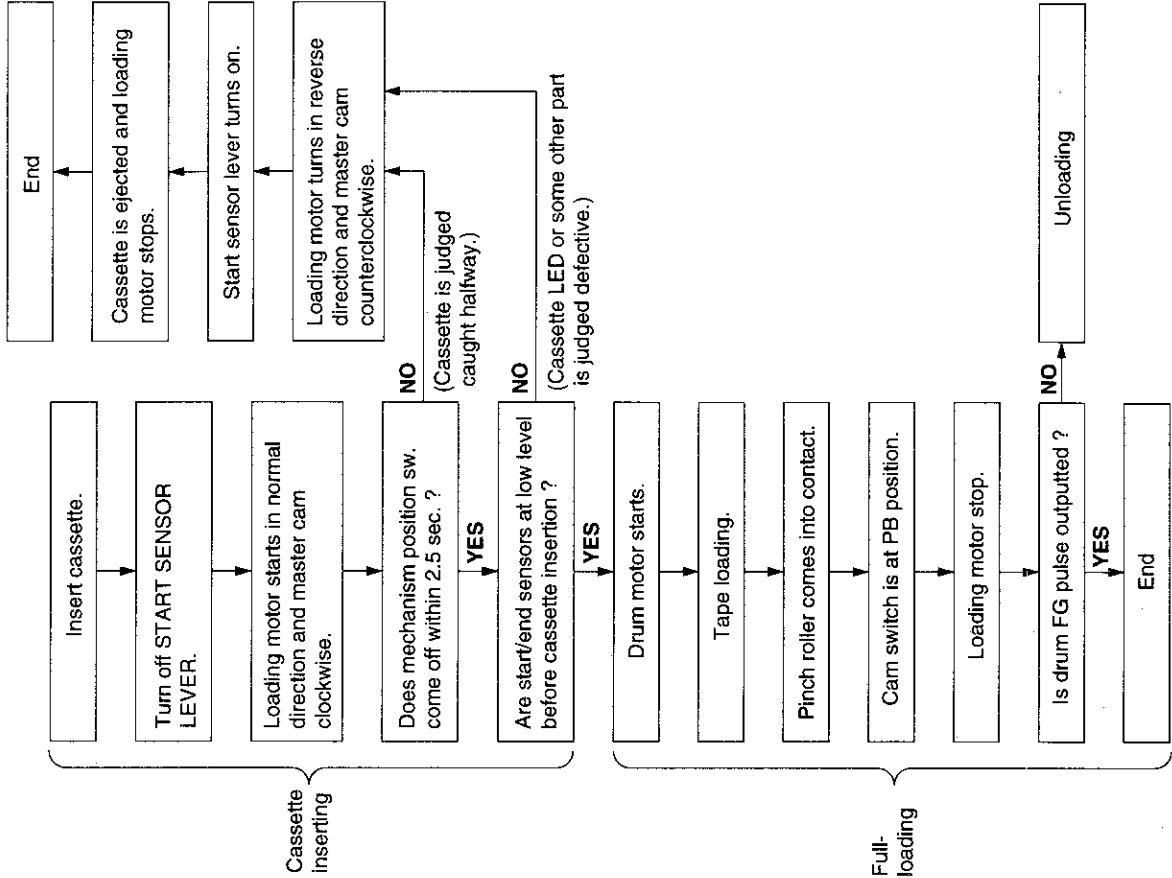 Cassette
inserting
Insert cassette.
Turn off START SENSOR
LEVER.
Loading motor starts in normal
direction and master cam
clockwise.
Does mechanism position sw.
come off within 2.5 sec. ?
NO
(Cassette is judged
caught halfway.)
YES
Are start/end sensors at low level
before cassette insertion ?
NO
(Cassette LED or some other part
is judged defective.)
YES
Loading motor turns in reverse
direction and master cam
counterclockwise.
Start sensor lever turns on.
Cassette is ejected and loading
motor stops.
End
Full-
loading
Drum motor starts.
Tape loading.
Pinch roller comes into contact.
Cam switch is at PB position.
Loading motor stop.
Is drum FG pulse outputted ?
NO
Unloading
YES
End